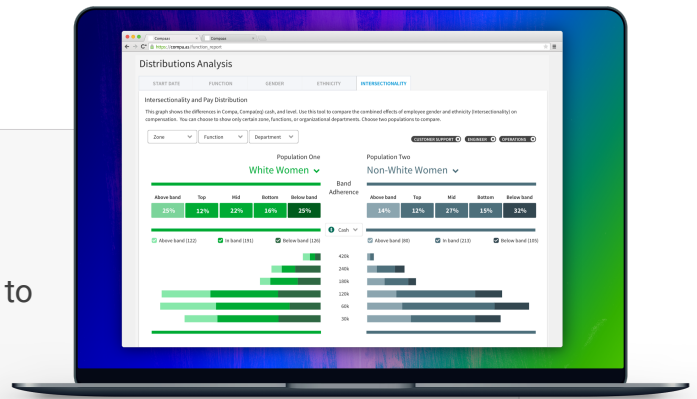 Compaas
Compaas
https://compa.as/function_report
Distributions Analysis
START DATE
FUNCTION
GENDER
ETHNICITY
INTERSECTIONALITY
Intersectionality and Pay Distribution
This graph shows the differences in Compa, Compa(ing) cash, and level. Use this tool to compare the combined effects of employee gender and ethnicity (Intersectionality) on
compensation. You can choose to show only certain zone, functions, or organizational departments. Choose two populations to compare.
Zone
Function
Department
CUSTOMER SUPPORT
ENGINEER
OPERATIONS
Population One
White Women
Population Two
Non-White Women
Band
Adherence
Above band Top Mid Bottom Below band
25% 12% 22% 16% 25%
Above band Top Mid Bottom Below band
14% 12% 27% 15% 32%
Cash
Above band (122) In band (191) Below band (126)
Above band (80) In band (213) Below band (105)
420k
240k
180k
120k
60k
30k
to